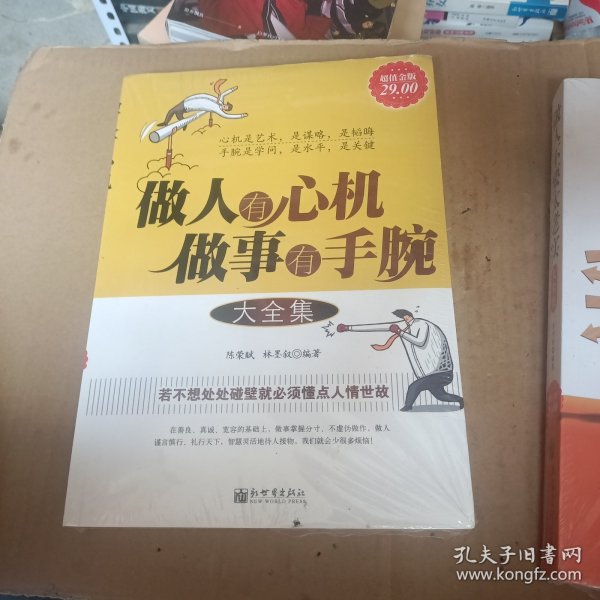 超值金版
29.00
心机是艺术，是谋略，是韬晦
手腕是学问，是水平，是关键
做人有心机
做事有手腕
大全集
陈荣赋 林墨叙◎编著
若不想处处碰壁就必须懂点人情世故
在善良、真诚、宽容的基础上，做事掌握分寸，不虚伪做作，做人
谨言慎行，礼行天下，智慧灵活地待人接物，我们就会少很多烦恼！
新世界出版社
NEW WORLD PRESS
孔夫子旧书网
www.kongfz.com